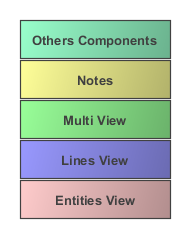 Others Components
Notes
Multi View
Lines View
Entities View